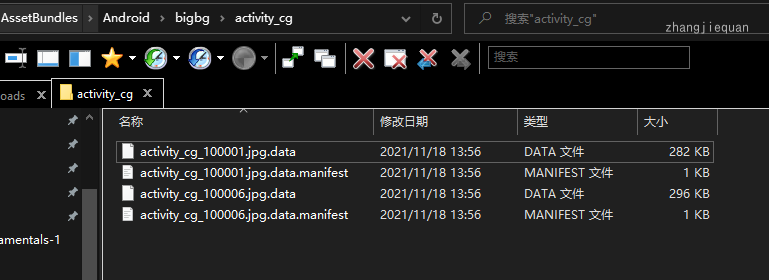 AssetBundles › Android › bigbg › activity_cg
搜索"activity_cg"
zhangjiequan
搜索
oads
activity_cg
名称 修改日期 类型 大小
activity_cg_100001.jpg.data 2021/11/18 13:56 DATA 文件 282 KB
activity_cg_100001.jpg.data.manifest 2021/11/18 13:56 MANIFEST 文件 1 KB
activity_cg_100006.jpg.data 2021/11/18 13:56 DATA 文件 296 KB
activity_cg_100006.jpg.data.manifest 2021/11/18 13:56 MANIFEST 文件 1 KB
amentals-1